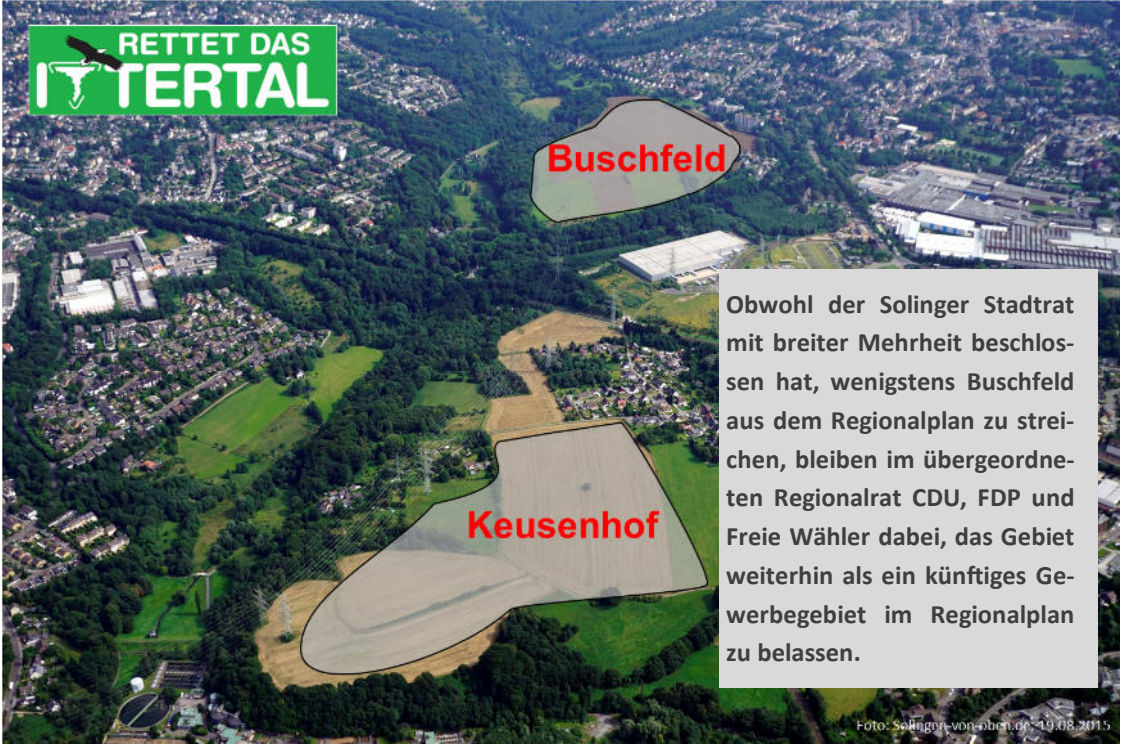 RETTET DAS
ITTERTAL
Buschfeld
Keusenhof
Obwohl der Solinger Stadtrat
mit breiter Mehrheit beschlos-
sen hat, wenigstens Buschfeld
aus dem Regionalplan zu strei-
chen, bleiben im übergeordne-
ten Regionalrat CDU, FDP und
Freie Wähler dabei, das Gebiet
weiterhin als ein künftiges Ge-
werbegebiet im Regionalplan
zu belassen.
Foto: Solingen-von-oben.de, 19.08.2015